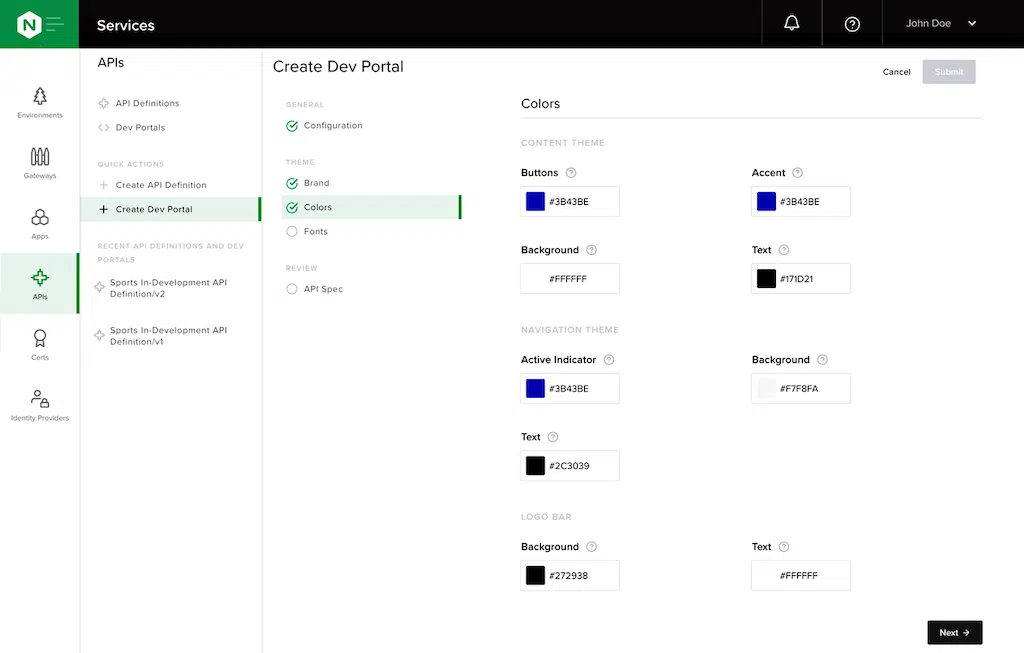 N
Services
John Doe
Environments
Gateways
Apps
APIs
Certs
Identity Providers
APIs
API Definitions
Dev Portals
QUICK ACTIONS
Create API Definition
Create Dev Portal
RECENT API DEFINITIONS AND DEV
PORTALS
Sports In-Development API
Definition/v2
Sports In-Development API
Definition/v1
Create Dev Portal
Cancel
Submit
GENERAL
Configuration
THEME
Brand
Colors
Fonts
REVIEW
API Spec
Colors
CONTENT THEME
Buttons
#3B43BE
Accent
#3B43BE
Background
#FFFFFF
Text
#171D21
NAVIGATION THEME
Active Indicator
#3B43BE
Background
#F7F8FA
Text
#2C3039
LOGO BAR
Background
#272938
Text
#FFFFFF
Next →